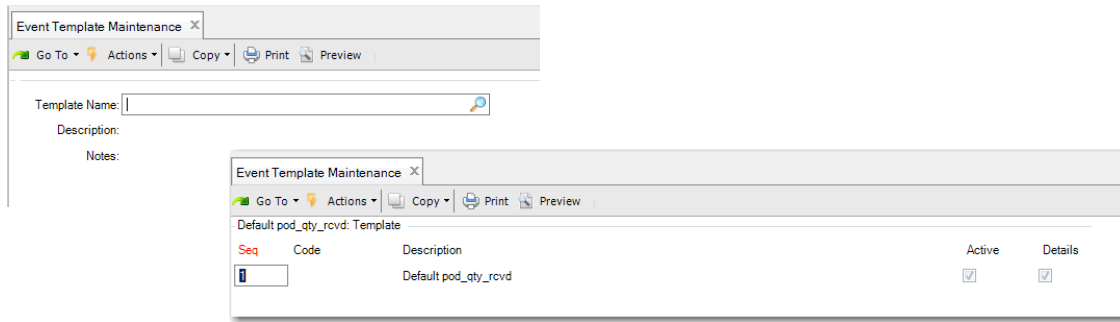 Event Template Maintenance X
Go To Actions Copy Print Preview
Template Name:
Description:
Notes:
Event Template Maintenance X
Go To Actions Copy Print Preview
Default pod_qty_rcvd: Template
Seq Code Description Active Details
1 Default pod_qty_rcvd